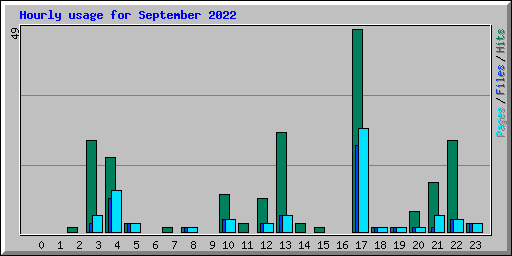 Hourly usage for September 2022
49
Pages/Files/Hits
0 1 2 3 4 5 6 7 8 9 10 11 12 13 14 15 16 17 18 19 20 21 22 23